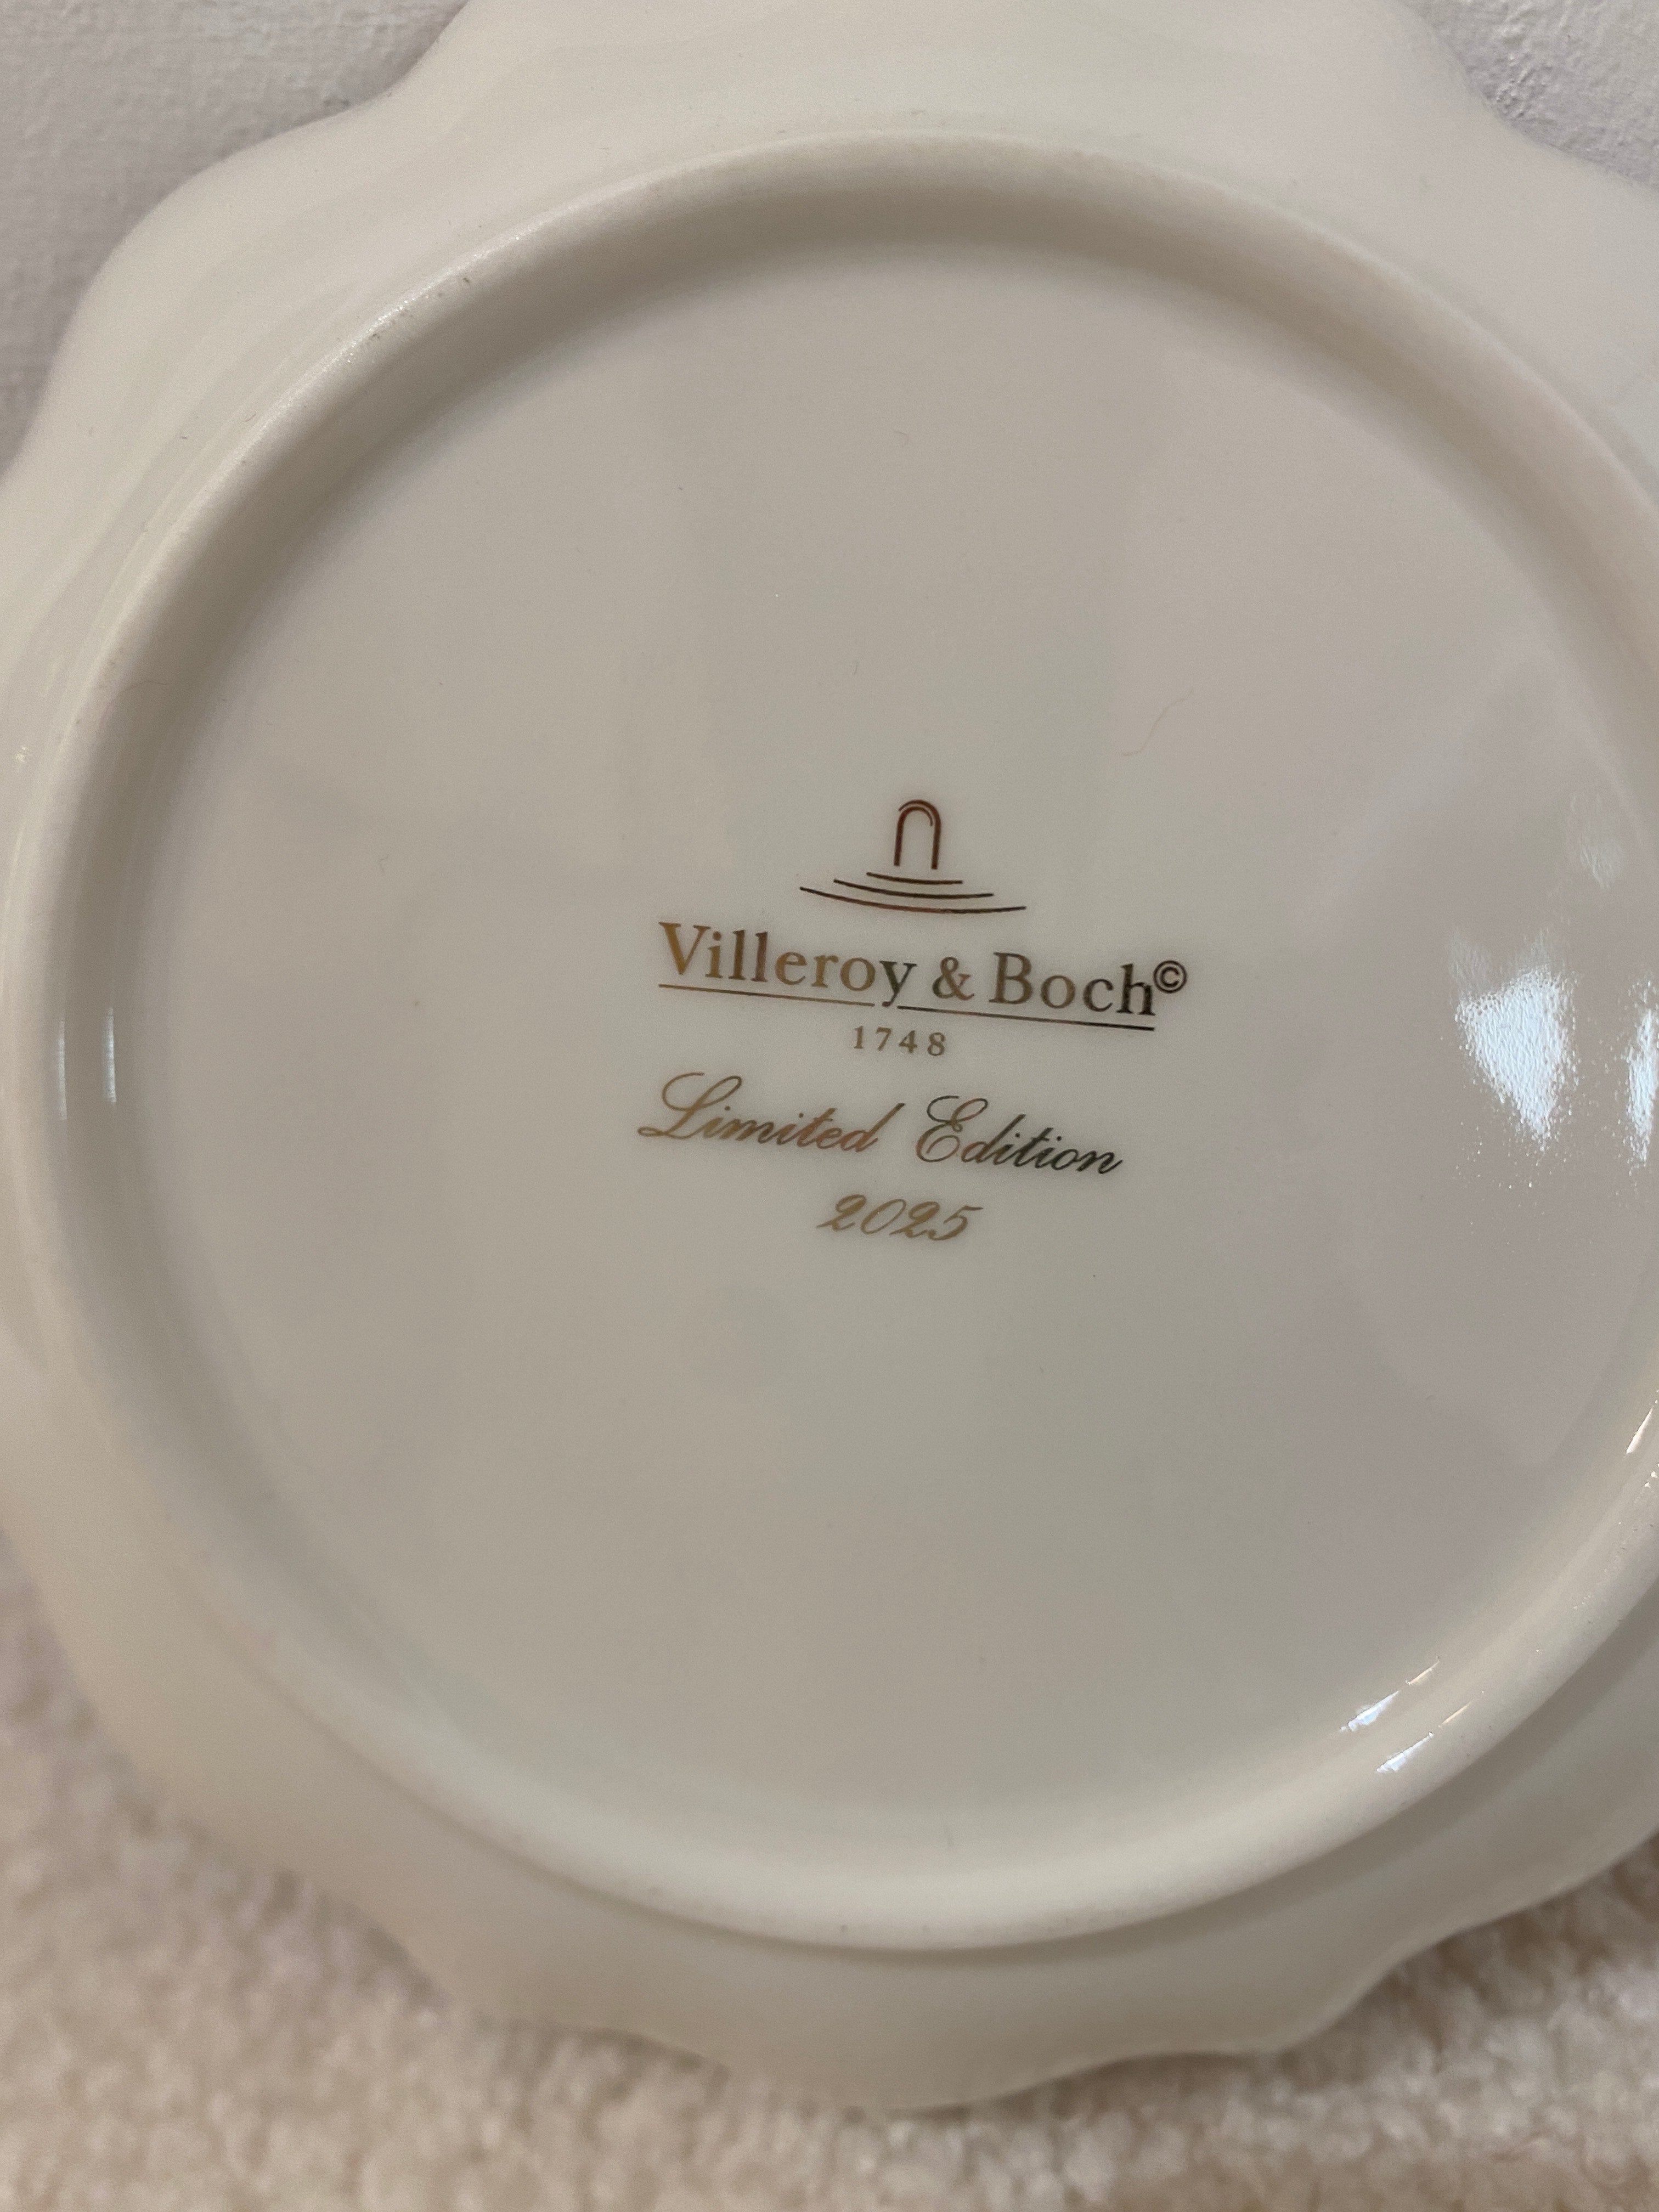 Villeroy & Boch©
1748
Limited Edition
2025